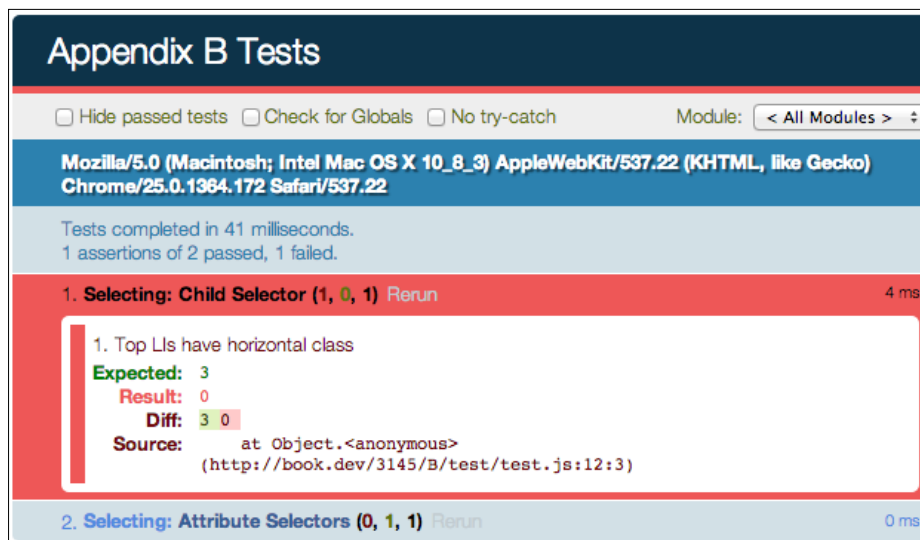 Appendix B Tests
Hide passed tests Check for Globals No try-catch Module: < All Modules >
Mozilla/5.0 (Macintosh; Intel Mac OS X 10_8_3) AppleWebKit/537.22 (KHTML, like Gecko)
Chrome/25.0.1364.172 Safari/537.22
Tests completed in 41 milliseconds.
1 assertions of 2 passed, 1 failed.
1. Selecting: Child Selector (1, 0, 1) Rerun 4 ms
1. Top LIs have horizontal class
Expected: 3
Result: 0
Diff: 3 0
Source: at Object.<anonymous>
(http://book.dev/3145/B/test/test.js:12:3)
2. Selecting: Attribute Selectors (0, 1, 1) Rerun 0 ms